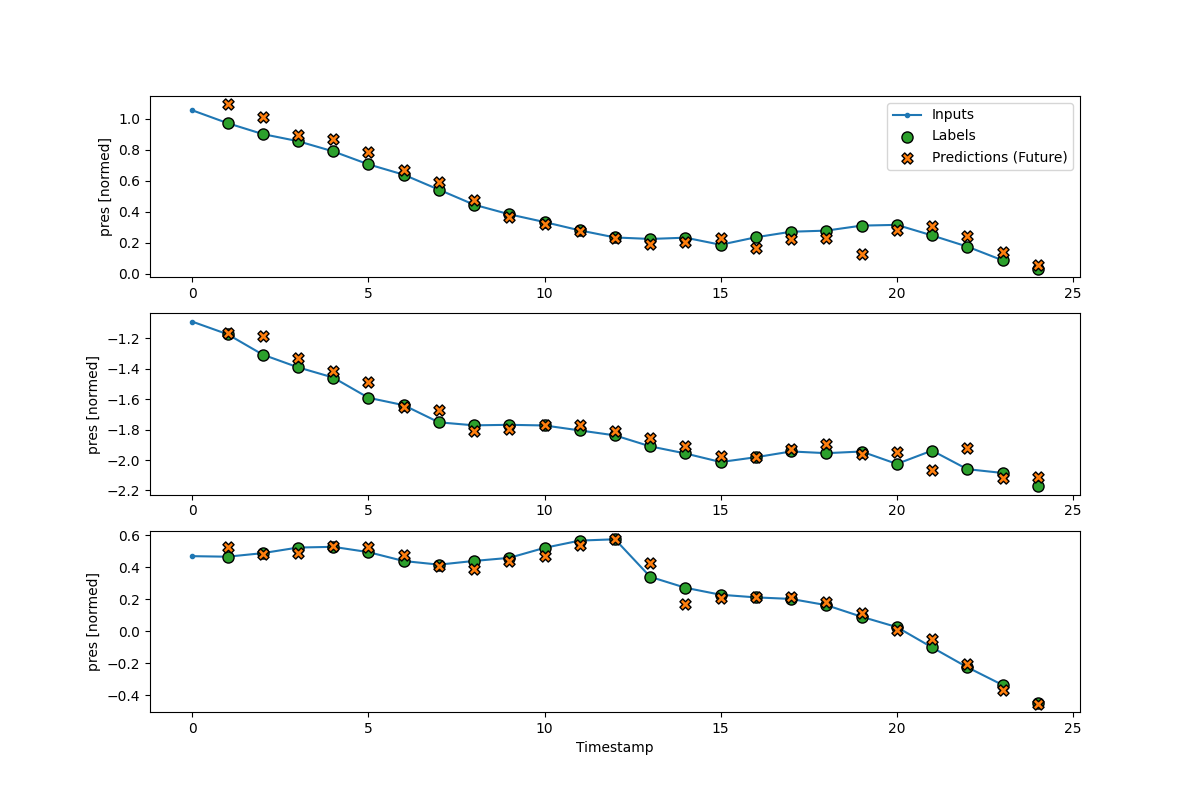 pres [normed]
1.0
0.8
0.6
0.4
0.2
0.0
Inputs
Labels
Predictions (Future)
0 5 10 15 20 25
pres [normed]
−1.2
−1.4
−1.6
−1.8
−2.0
−2.2
0 5 10 15 20 25
pres [normed]
0.6
0.4
0.2
0.0
−0.2
−0.4
0 5 10 15 20 25
Timestamp